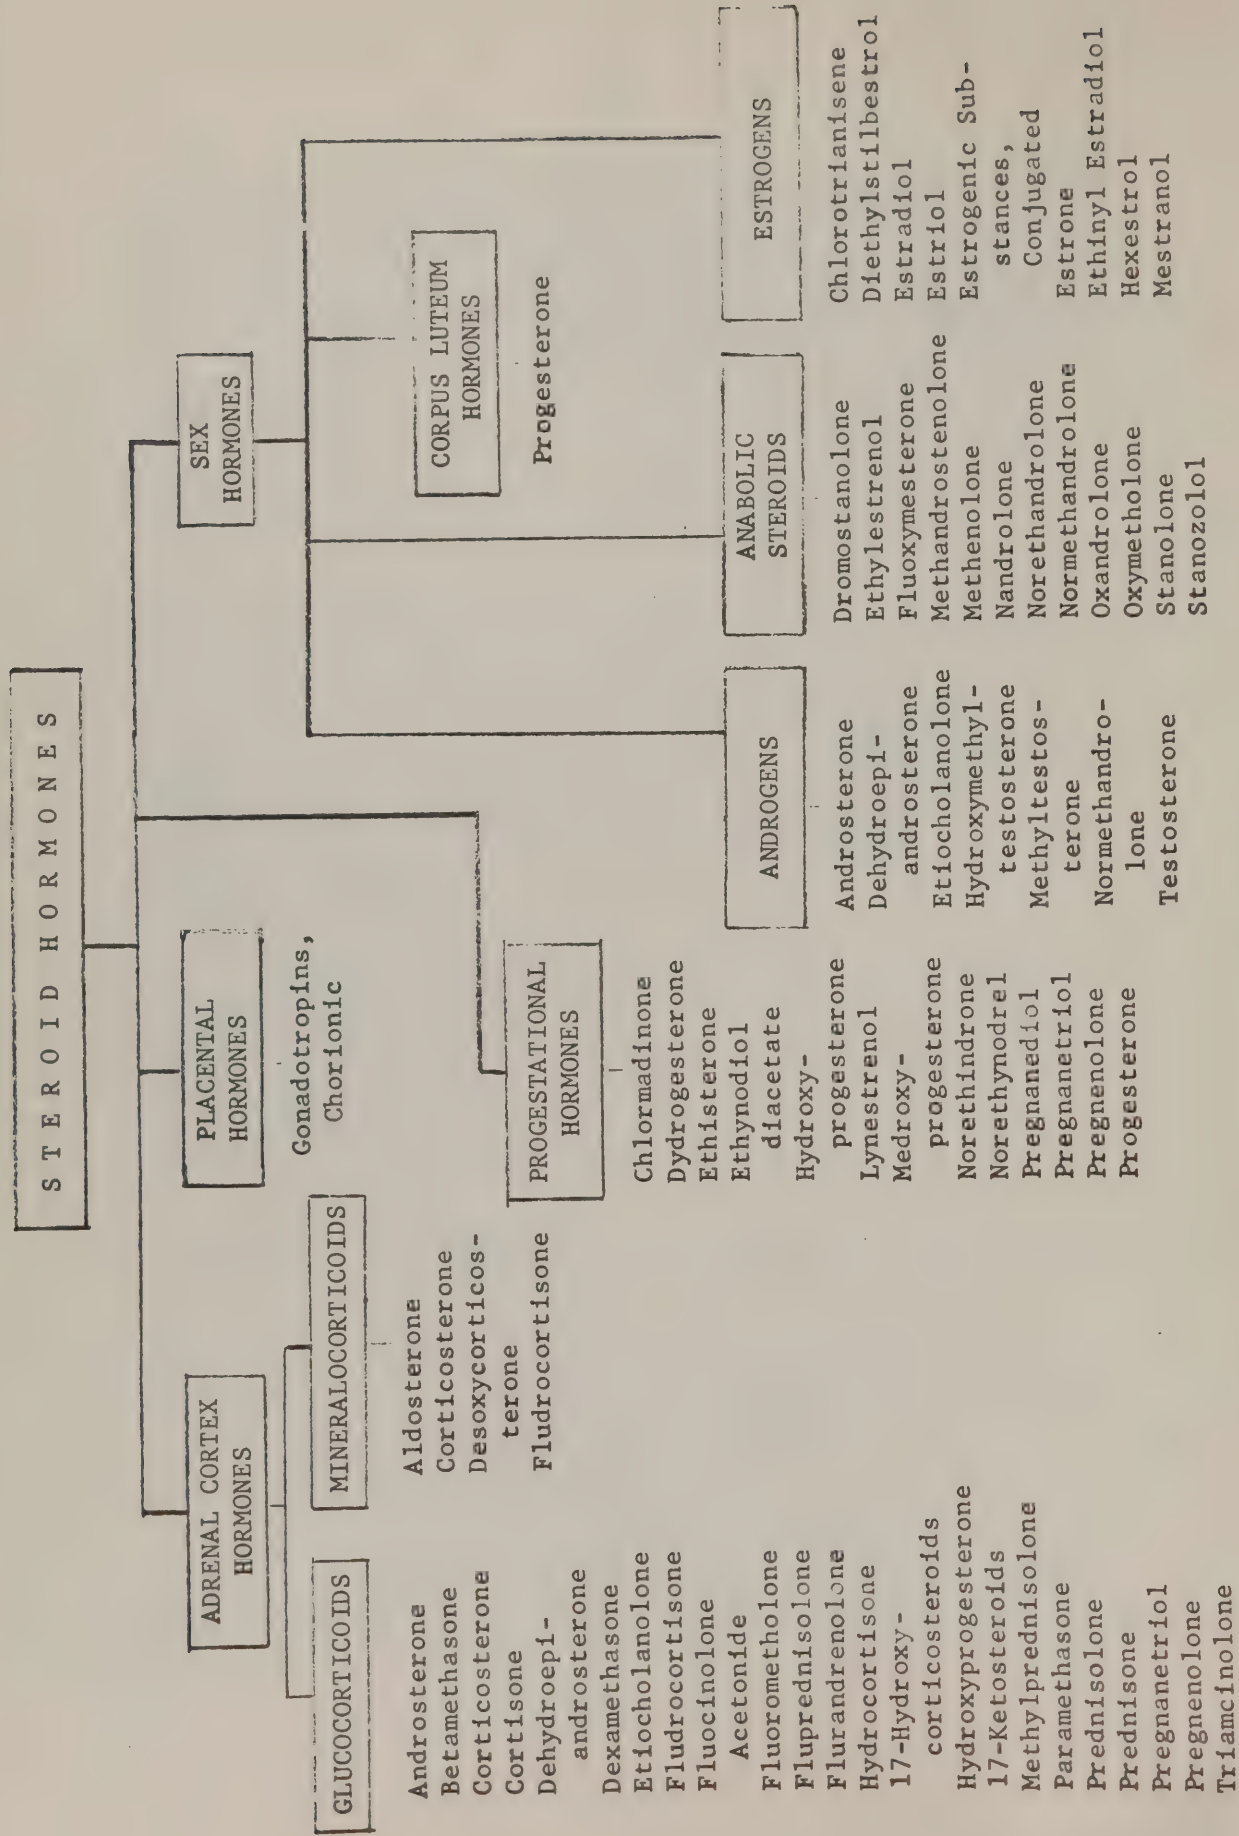 STEROID HORMONES
ADRENAL CORTEX
HORMONES
GLUCOCORTICOIDS
Androsterone
Betamethasone
Corticosterone
Cortisone
Dehydroepi-
androsterone
Dexamethasone
Etiocholanolone
Fludrocortisone
Fluocinolone
Acetonide
Fluorometholone
Fluprednisolone
Flurandrenolone
Hydrocortisone
17-Hydroxy-
corticosteroids
Hydroxyprogesterone
17-Ketosteroids
Methylprednisolone
Paramethasone
Prednisolone
Prednisone
Pregnanetriol
Pregnenolone
Triamcinolone
MINERALOCORTICOIDS
Aldosterone
Corticosterone
Desoxycorticos-
terone
Fludrocortisone
PLACENTAL
HORMONES
Gonadotropins,
Chorionic
PROGESTATIONAL
HORMONES
Chlormadinone
Dydrogesterone
Ethisterone
Ethynodiol
diacetate
Hydroxy-
progesterone
Lynestrenol
Medroxy-
progesterone
Norethindrone
Norethynodrel
Pregnanediol
Pregnanetriol
Pregnenolone
Progesterone
SEX
HORMONES
ANDROGENS
Androsterone
Dehydroepi-
androsterone
Etiocholanolone
Hydroxymethyl-
testosterone
Methyltestos-
terone
Normethandro-
lone
Testosterone
ANABOLIC
STEROIDS
Dromostanolone
Ethylestrenol
Fluoxymesterone
Methandrostenolone
Methenolone
Nandrolone
Norethandrolone
Normethandrolone
Oxandrolone
Oxymetholone
Stanolone
Stanozolol
CORPUS LUTEUM
HORMONES
Progesterone
ESTROGENS
Chlorotrianisene
Diethylstilbestrol
Estradiol
Estriol
Estrogenic Sub-
stances,
Conjugated
Estrone
Ethinyl Estradiol
Hexestrol
Mestranol